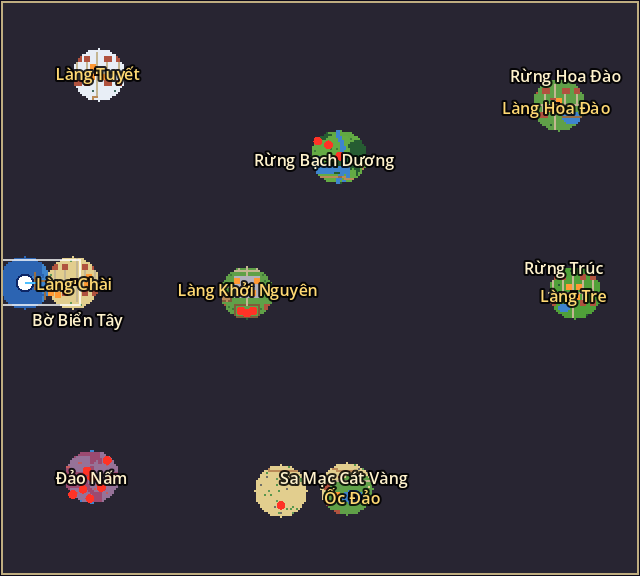 Làng Tuyết
Rừng Hoa Đào
Làng Hoa Đào
Rừng Bạch Dương
Rừng Trúc
Làng Chài
Làng Khởi Nguyên
Làng Tre
Bờ Biển Tây
Đảo Nấm
Sa Mạc Cát Vàng
Ốc Đảo